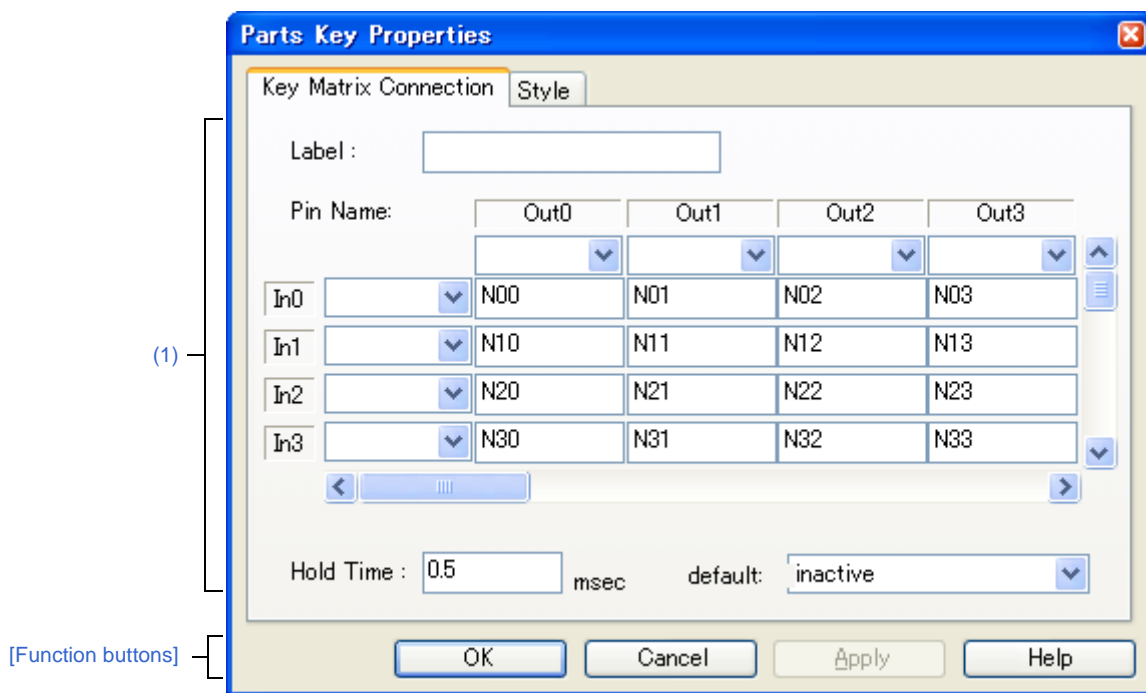 Parts Key Properties
Key Matrix Connection Style
Label :
Pin Name: Out0 Out1 Out2 Out3
In0 N00 N01 N02 N03
(1)
In1 N10 N11 N12 N13
In2 N20 N21 N22 N23
In3 N30 N31 N32 N33
Hold Time : 0.5 msec default: inactive
[Function buttons]
OK Cancel Apply Help